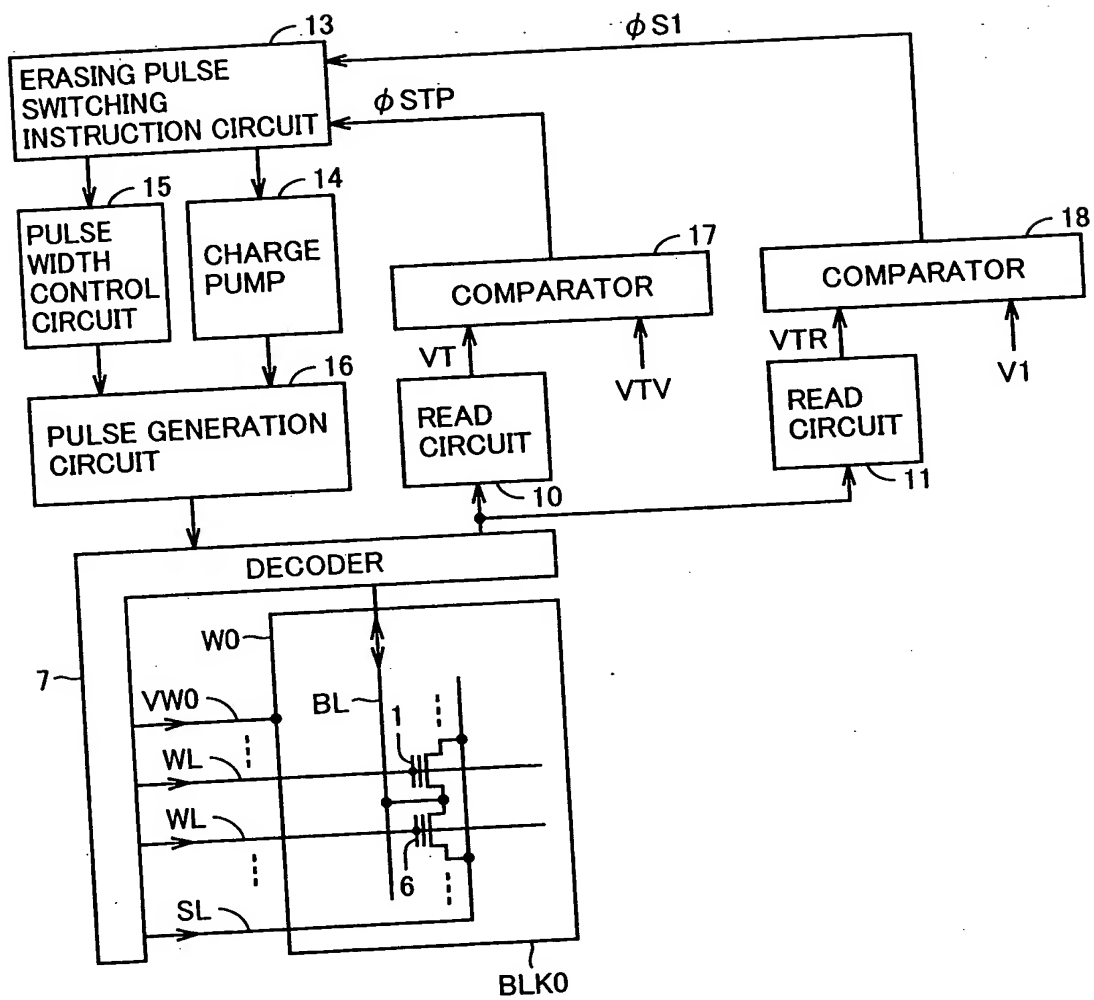 13
φS1
ERASING PULSE
SWITCHING
INSTRUCTION CIRCUIT
φSTP
15
14
PULSE
WIDTH
CONTROL
CIRCUIT
CHARGE
PUMP
17
18
COMPARATOR
COMPARATOR
VT
VTV
VTR
V1
16
PULSE GENERATION
CIRCUIT
READ
CIRCUIT
READ
CIRCUIT
10
11
DECODER
W0
7
VW0
BL
1
WL
WL
6
SL
BLK0